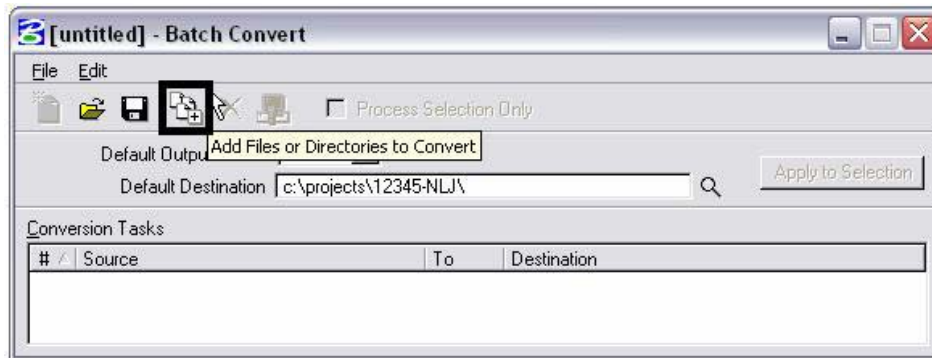 [untitled] - Batch Convert
File Edit
Process Selection Only
Add Files or Directories to Convert
Default Outpu
Default Destination c:\projects\12345-NLJ\
Apply to Selection
Conversion Tasks
# Source To Destination